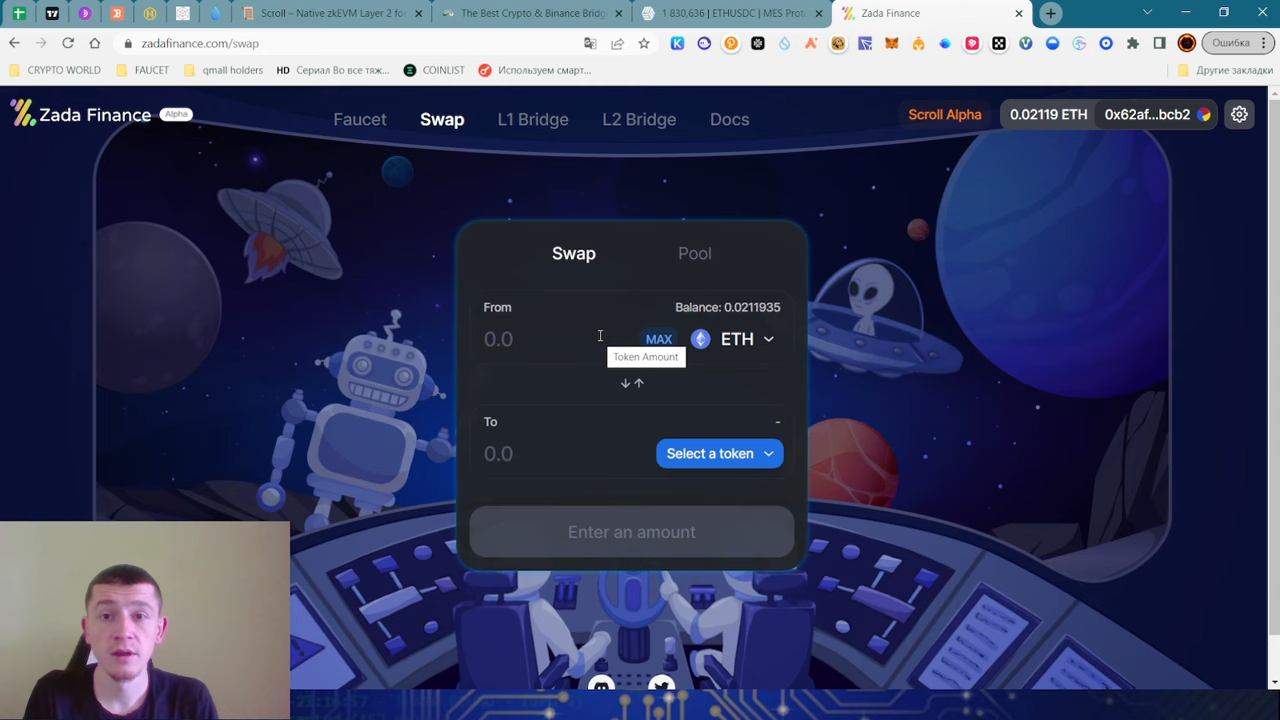 Scroll – Native zkEVM Layer 2 for
The Best Crypto & Binance Bridg
1 830,636 | ETHUSDC | MES Prot
Zada Finance
zadafinance.com/swap
Ошибка
CRYPTO WORLD
FAUCET
qmall holders
HD Сериал Во все тяж...
COINLIST
Используем смарт...
Другие закладки
Zada Finance Alpha
Faucet
Swap
L1 Bridge
L2 Bridge
Docs
Scroll Alpha
0.02119 ETH
0x62af...bcb2
Swap
Pool
From
Balance: 0.0211935
0.0
MAX
ETH
Token Amount
To
-
0.0
Select a token
Enter an amount